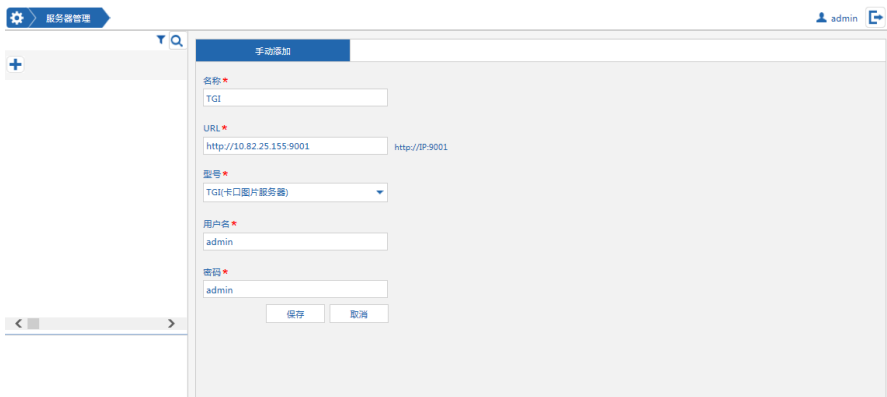 服务器管理
admin
手动添加
名称*
TGI
URL*
http://10.82.25.155:9001 http://IP:9001
型号*
TGI(卡口图片服务器)
用户名*
admin
密码*
admin
保存 取消